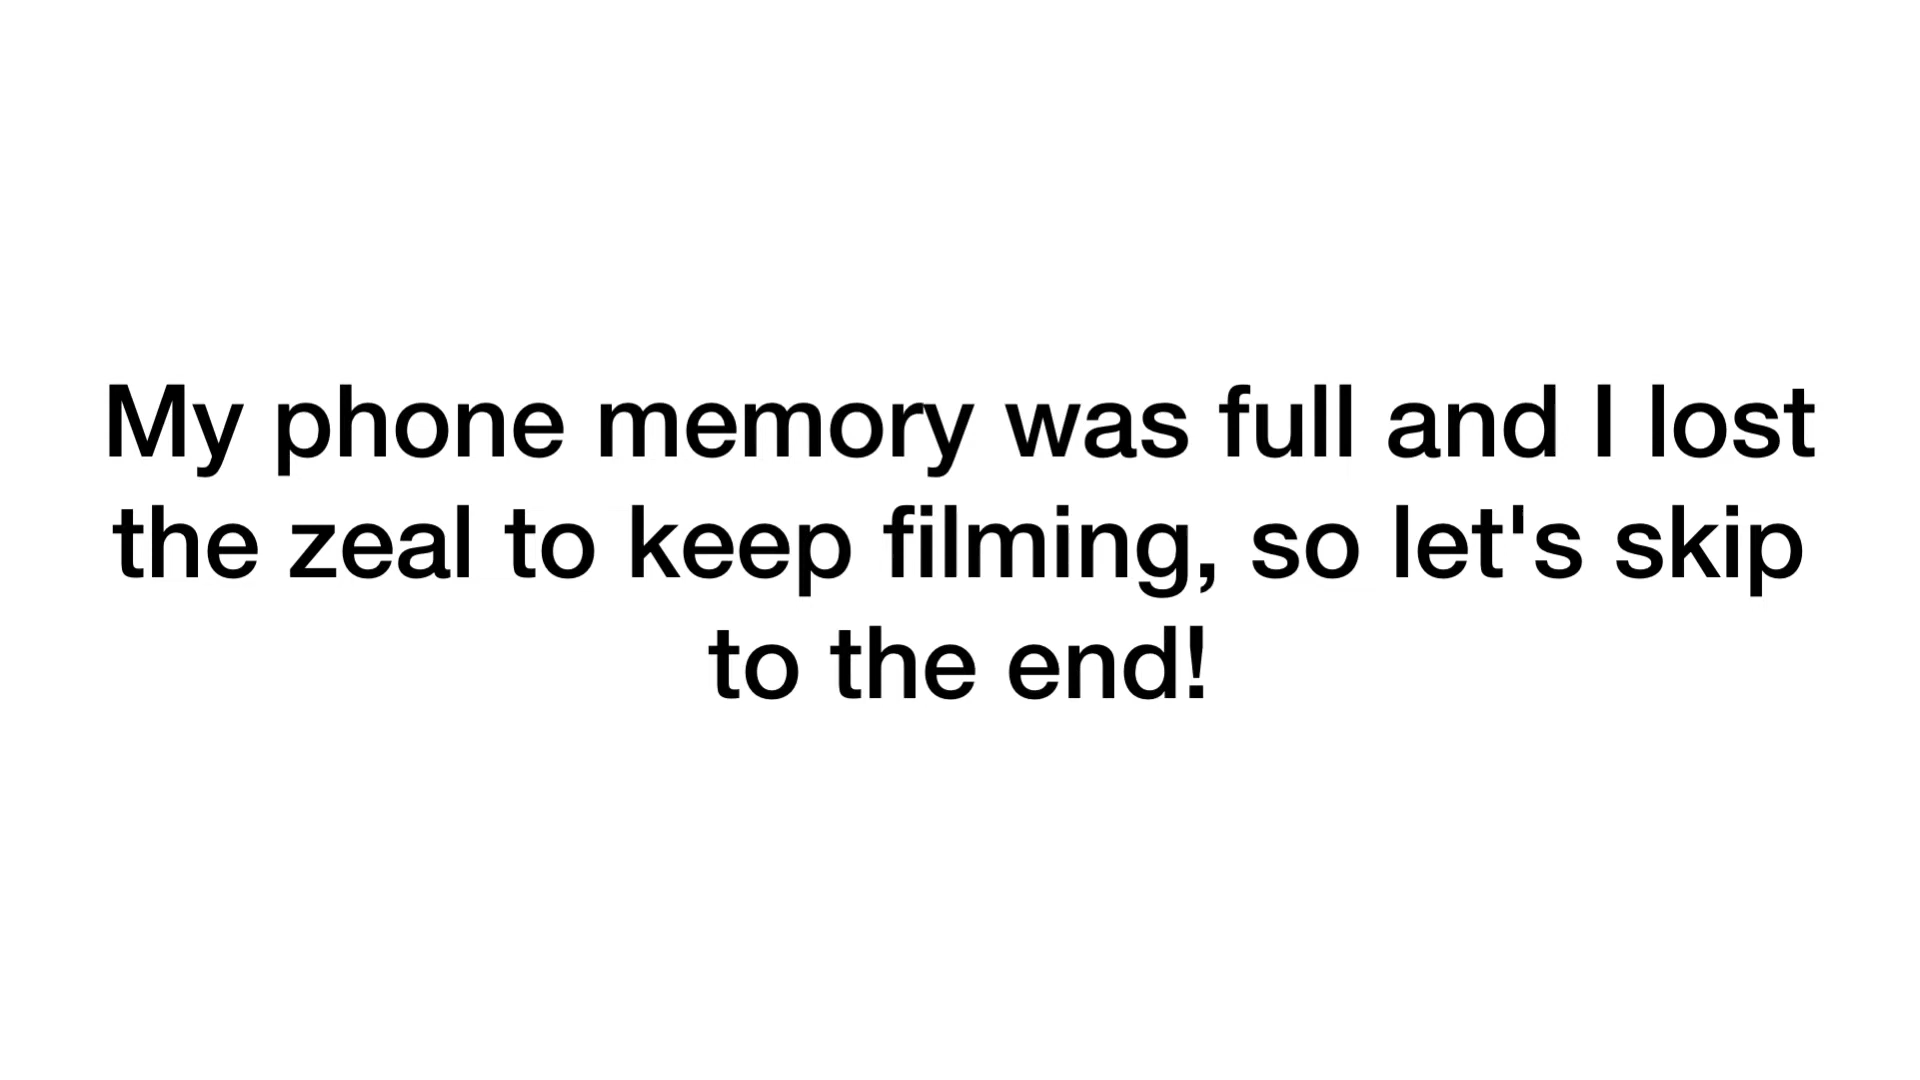 My phone memory was full and I lost
the zeal to keep filming, so let's skip
to the end!